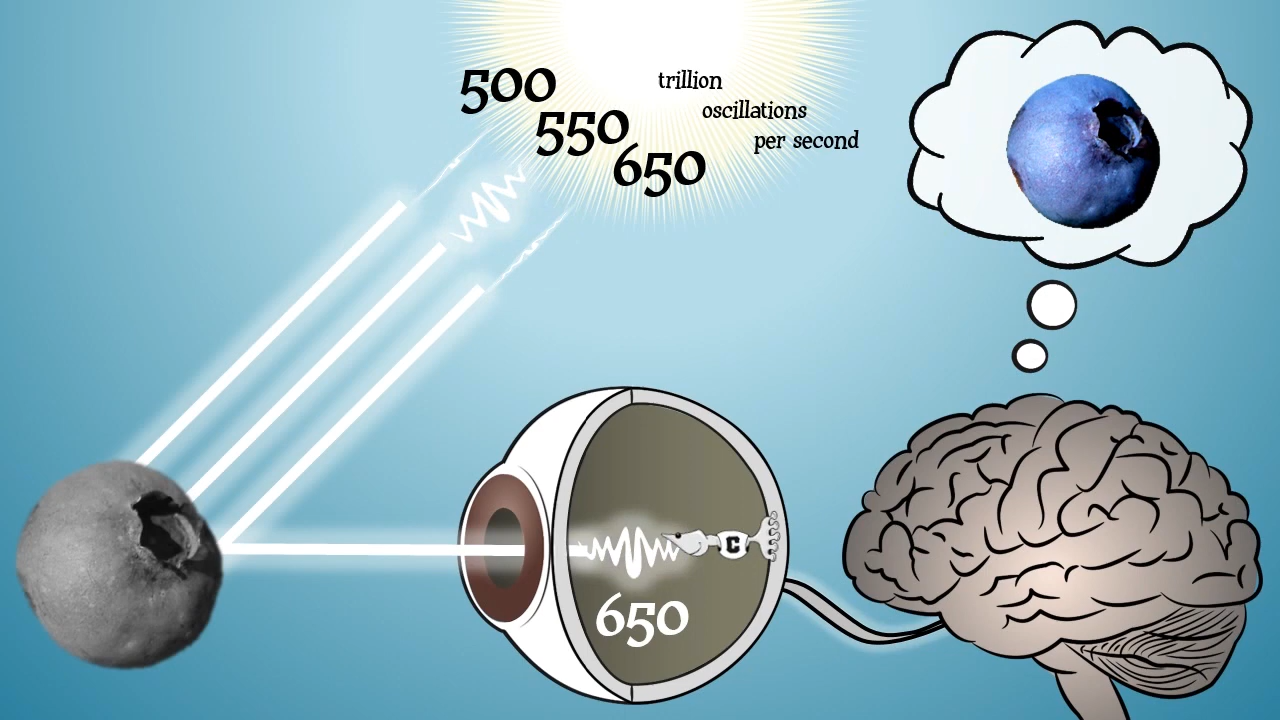 500
550
650
trillion
oscillations
per second
650
C